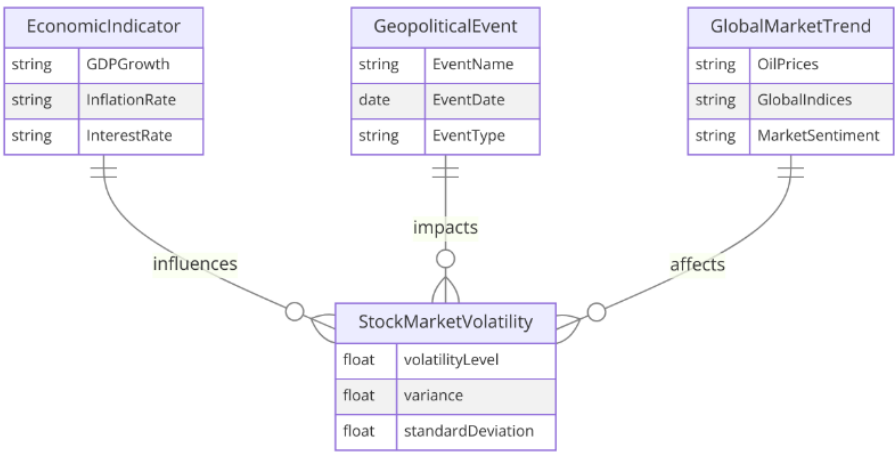 EconomicIndicator
string GDPGrowth
string InflationRate
string InterestRate
GeopoliticalEvent
string EventName
date EventDate
string EventType
GlobalMarketTrend
string OilPrices
string GlobalIndices
string MarketSentiment
influences
impacts
affects
StockMarketVolatility
float volatilityLevel
float variance
float standardDeviation